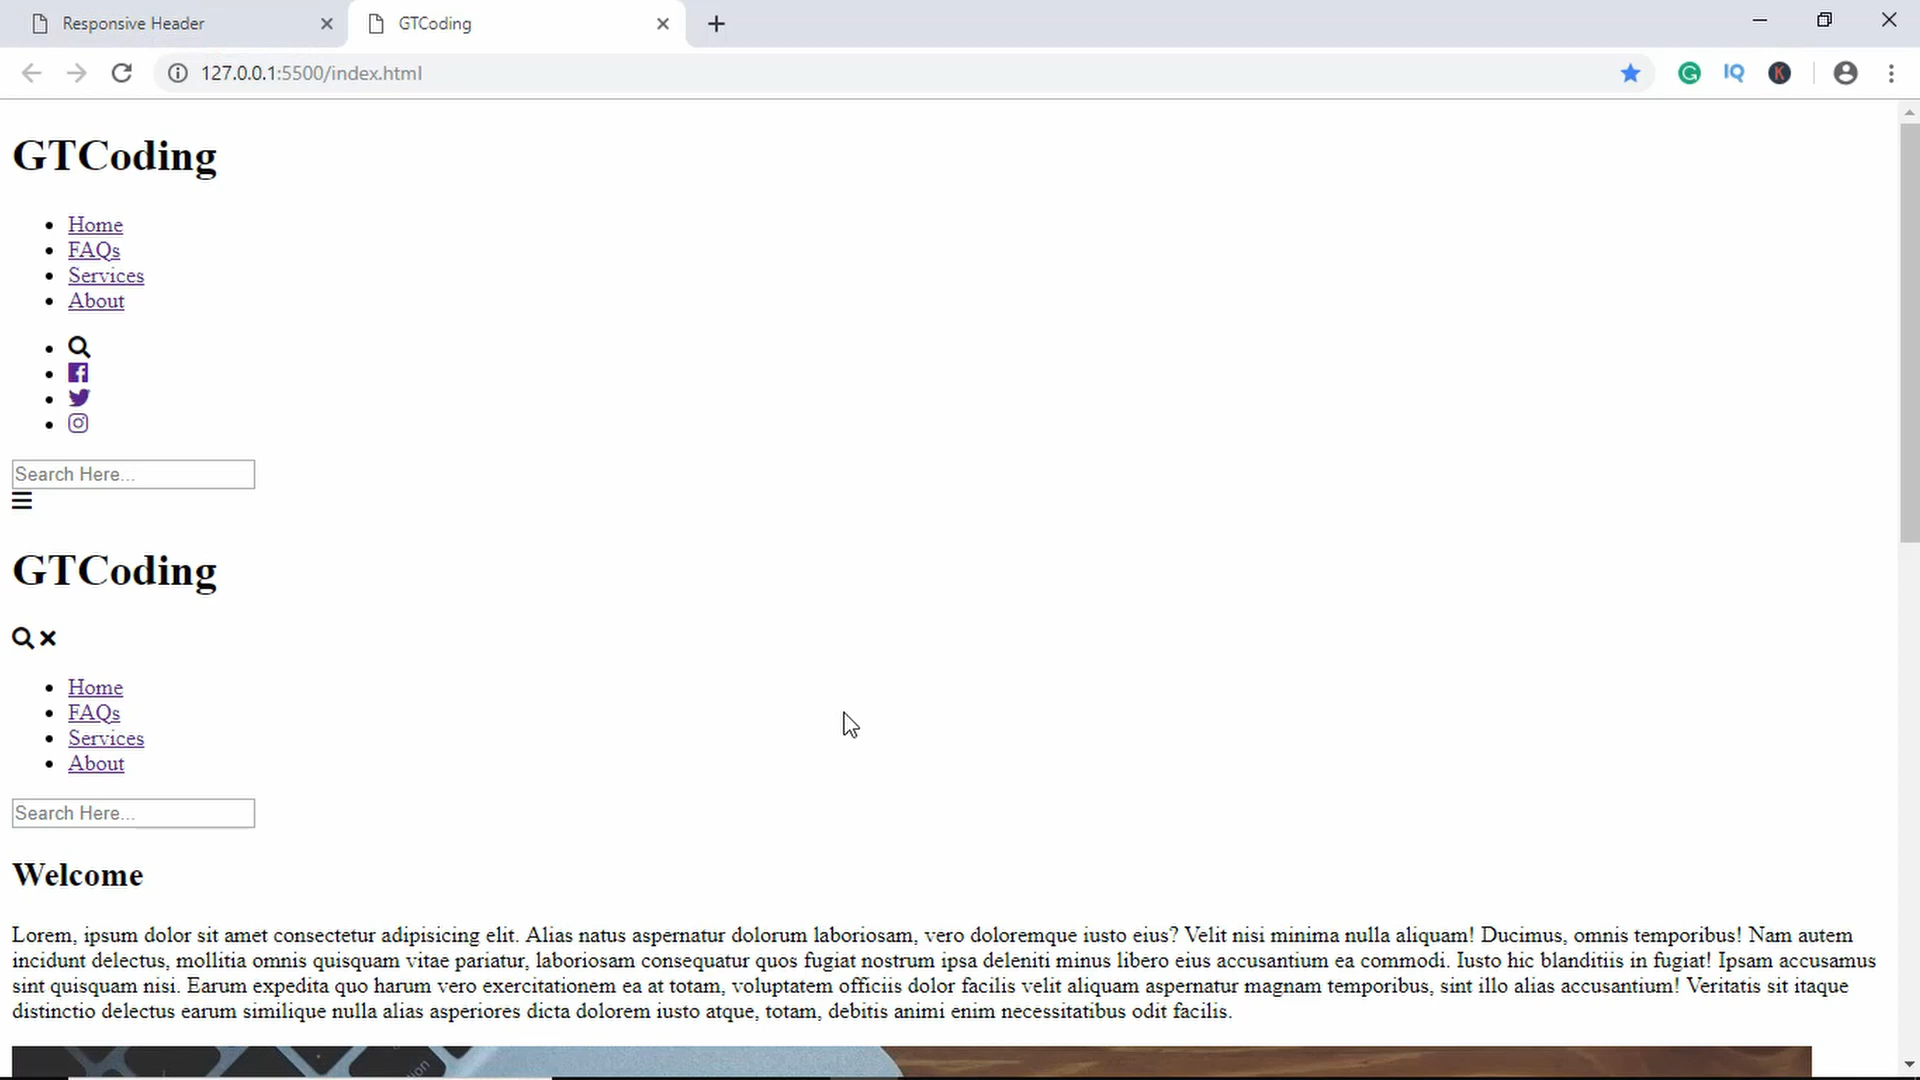 Responsive Header
GTCoding
127.0.0.1:5500/index.html
IQ
K
GTCoding
Home
FAQs
Services
About
Search Here...
GTCoding
Home
FAQs
Services
About
Search Here...
Welcome
Lorem, ipsum dolor sit amet consectetur adipisicing elit. Alias natus aspernatur dolorum laboriosam, vero doloremque iusto eius? Velit nisi minima nulla aliquam! Ducimus, omnis temporibus! Nam autem
incidunt delectus, mollitia omnis quisquam vitae pariatur, laboriosam consequatur quos fugiat nostrum ipsa deleniti minus libero eius accusantium ea commodi. Iusto hic blanditiis in fugiat! Ipsam accusamus
sint quisquam nisi. Earum expedita quo harum vero exercitationem ea at totam, voluptatem officiis dolor facilis velit aliquam aspernatur magnam temporibus, sint illo alias accusantium! Veritatis sit itaque
distinctio delectus earum similique nulla alias asperiores dicta dolorem iusto atque, totam, debitis animi enim necessitatibus odit facilis.